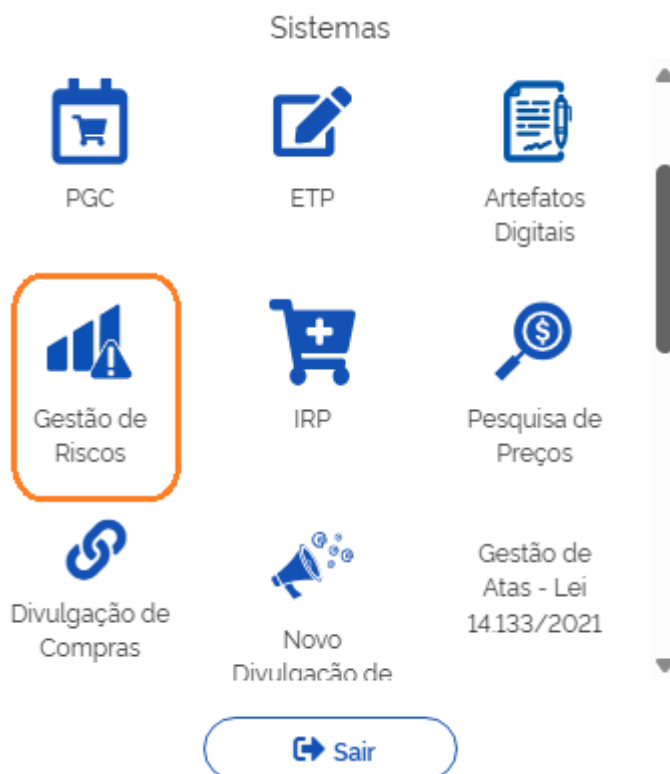 Sistemas
PGC
ETP
Artefatos
Digitais
Gestão de
Riscos
IRP
Pesquisa de
Preços
Divulgação de
Compras
Novo
Divulgação de
Gestão de
Atas - Lei
14.133/2021
Sair